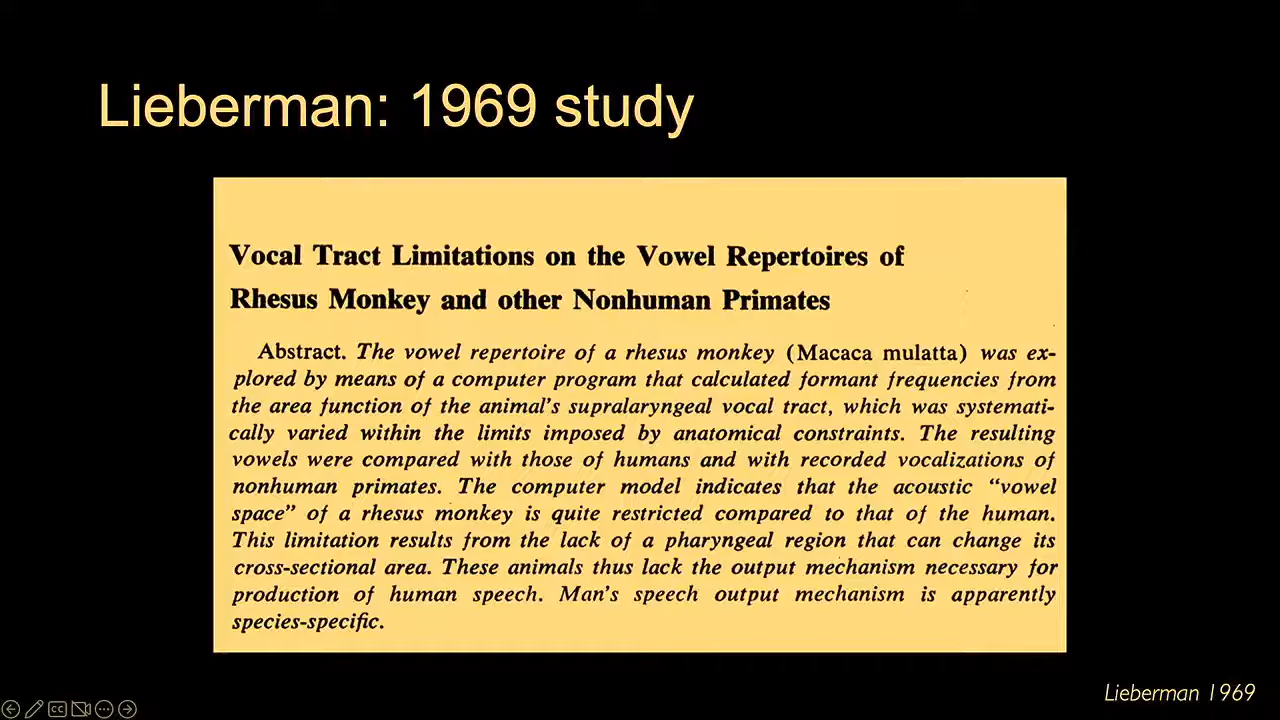 Lieberman: 1969 study
Vocal Tract Limitations on the Vowel Repertoires of
Rhesus Monkey and other Nonhuman Primates
Abstract. The vowel repertoire of a rhesus monkey (Macaca mulatta) was ex-
plored by means of a computer program that calculated formant frequencies from
the area function of the animal's supralaryngeal vocal tract, which was systemati-
cally varied within the limits imposed by anatomical constraints. The resulting
vowels were compared with those of humans and with recorded vocalizations of
nonhuman primates. The computer model indicates that the acoustic “vowel
space” of a rhesus monkey is quite restricted compared to that of the human.
This limitation results from the lack of a pharyngeal region that can change its
cross-sectional area. These animals thus lack the output mechanism necessary for
production of human speech. Man's speech output mechanism is apparently
species-specific.
Lieberman 1969
CC